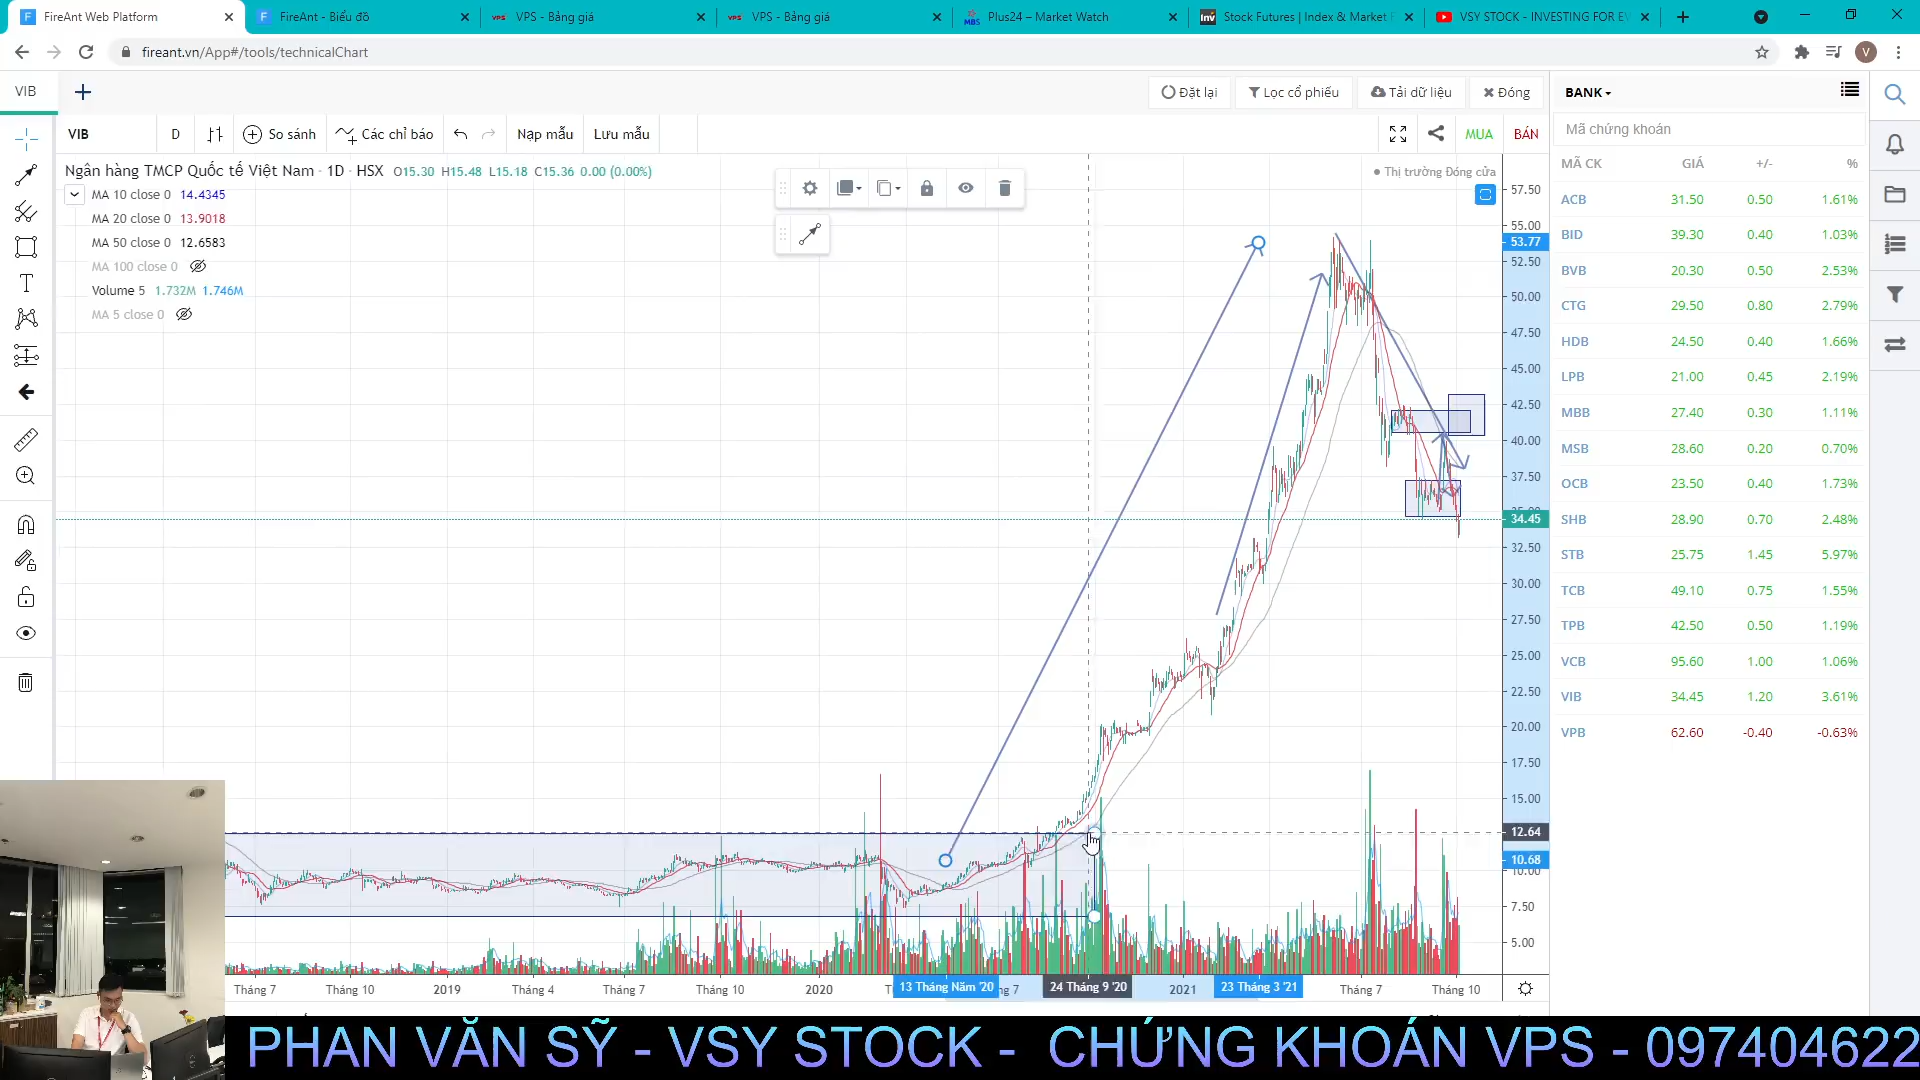 FireAnt Web Platform
FireAnt - Biểu đồ
VPS - Bảng giá
VPS - Bảng giá
Plus24 – Market Watch
Stock Futures | Index & Market F
VSY STOCK - INVESTING FOR EV
fireant.vn/App#/tools/technicalChart
V
VIB
Đặt lại
Lọc cổ phiếu
Tải dữ liệu
Đóng
BANK
VIB
D
So sánh
Các chỉ báo
Nạp mẫu
Lưu mẫu
MUA
BÁN
Mã chứng khoán
Ngân hàng TMCP Quốc tế Việt Nam · 1D · HSX O15.30 H15.48 L15.18 C15.36 0.00 (0.00%)
Thị trường Đóng cửa
MA 10 close 0 14.4345
MA 20 close 0 13.9018
MA 50 close 0 12.6583
MA 100 close 0
Volume 5 1.732M 1.746M
MA 5 close 0
57.50
55.00
53.77
52.50
50.00
47.50
45.00
42.50
40.00
37.50
34.45
32.50
30.00
27.50
25.00
22.50
20.00
17.50
15.00
12.64
10.68
10.00
7.50
5.00
MÃ CK GIÁ +/- %
ACB 31.50 0.50 1.61%
BID 39.30 0.40 1.03%
BVB 20.30 0.50 2.53%
CTG 29.50 0.80 2.79%
HDB 24.50 0.40 1.66%
LPB 21.00 0.45 2.19%
MBB 27.40 0.30 1.11%
MSB 28.60 0.20 0.70%
OCB 23.50 0.40 1.73%
SHB 28.90 0.70 2.48%
STB 25.75 1.45 5.97%
TCB 49.10 0.75 1.55%
TPB 42.50 0.50 1.19%
VCB 95.60 1.00 1.06%
VIB 34.45 1.20 3.61%
VPB 62.60 -0.40 -0.63%
Tháng 7 Tháng 10 2019 Tháng 4 Tháng 7 Tháng 10 2020 13 Tháng Năm '20 24 Tháng 9 '20 2021 23 Tháng 3 '21 Tháng 7 Tháng 10
PHAN VĂN SỸ - VSY STOCK - CHỨNG KHOÁN VPS - 097404622